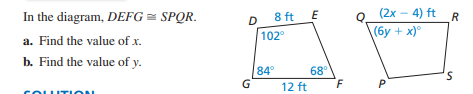 In the diagram, DEFG ≅ SPQR.
a. Find the value of x.
b. Find the value of y.
D 8 ft E
102°
84° 68°
G 12 ft F
Q (2x − 4) ft R
(6y + x)°
P S